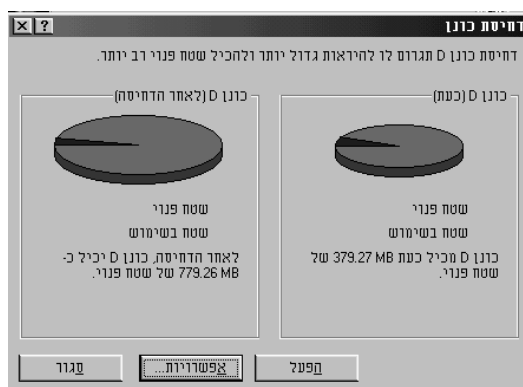 דחיסת כונן
דחיסת כונן D תגרום לו להיראות גדול יותר ולהכיל שטח פנוי רב יותר.
כונן D (כעת)
שטח פנוי
שטח בשימוש
כונן D מכיל כעת 379.27 MB של
שטח פנוי.
כונן D (לאחר הדחיסה)
שטח פנוי
שטח בשימוש
לאחר הדחיסה, כונן D יכיל כ-
779.26 MB של שטח פנוי.
הפעל
אפשרויות...
סגור